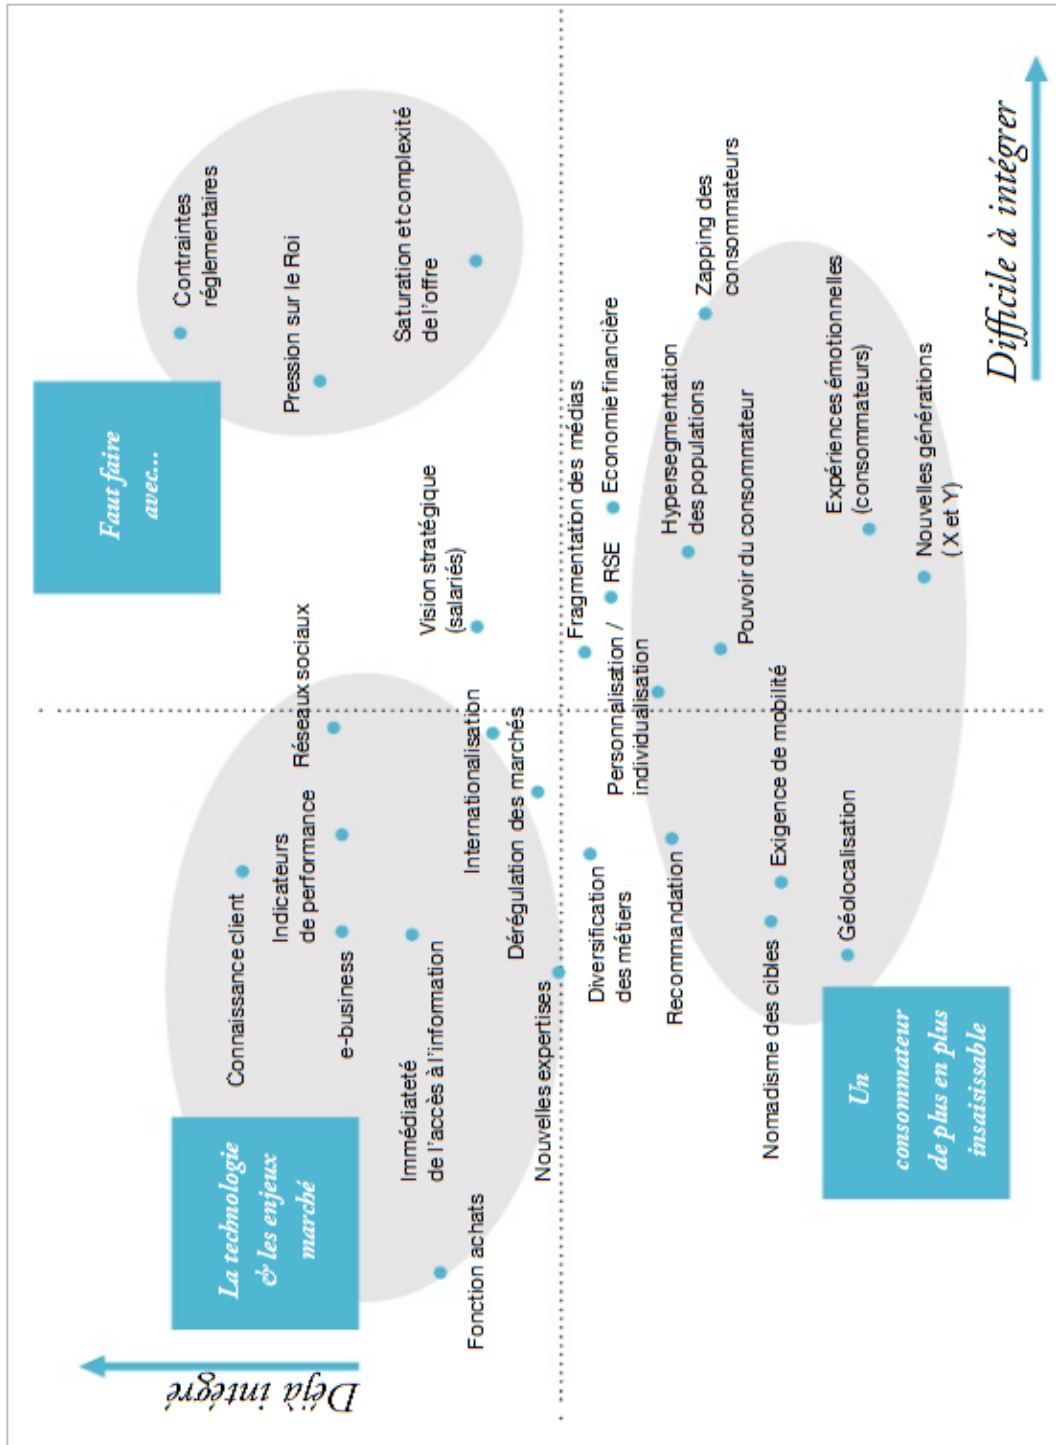 Déjà intégré
La technologie
& les enjeux
marché
Faut faire
avec...
Contraintes
réglementaires
Pression sur le Roi
Saturation et complexité
de l'offre
Connaissance client
Indicateurs
de performance
Réseaux sociaux
e-business
Immédiateté
de l'accès à l'information
Vision stratégique
(salariés)
Fonction achats
Internationalisation
Dérégulation des marchés
Nouvelles expertises
Fragmentation des médias
Diversification
des métiers
Personnalisation /
individualisation
RSE
Economie financière
Recommandation
Hypersegmentation
des populations
Zapping des
consommateurs
Pouvoir du consommateur
Nomadisme des cibles
Exigence de mobilité
Géolocalisation
Expériences émotionnelles
(consommateurs)
Nouvelles générations
( X et Y)
Un
consommateur
de plus en plus
insaisissable
Difficile à intégrer